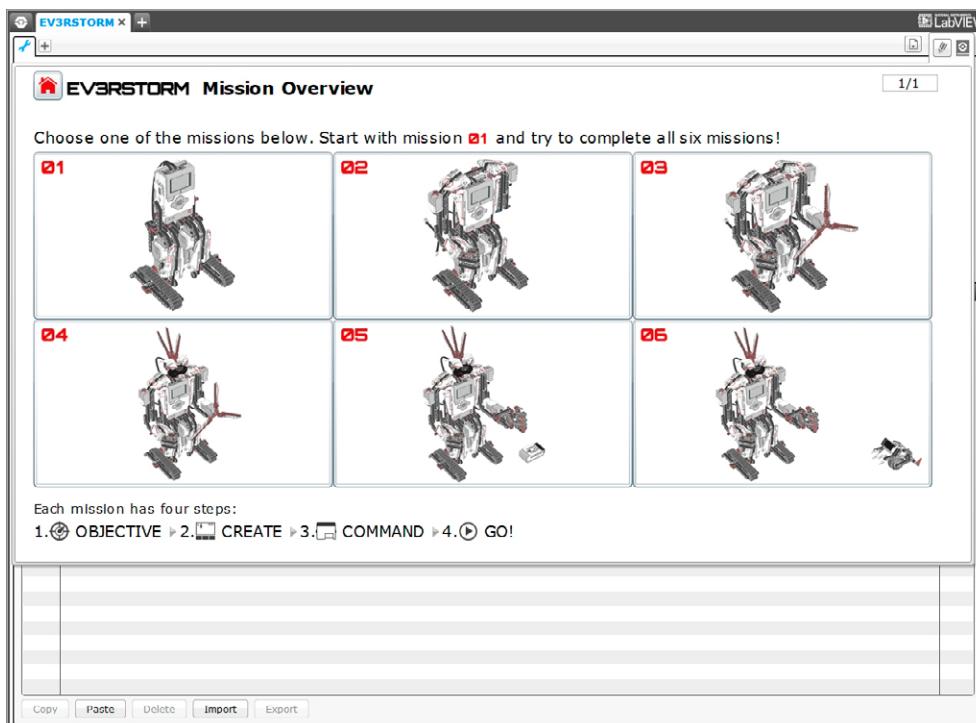 EV3RSTORM
LabVIEW
EV3RSTORM Mission Overview
1/1
Choose one of the missions below. Start with mission 01 and try to complete all six missions!
01
02
03
04
05
06
Each mission has four steps:
1. OBJECTIVE 2. CREATE 3. COMMAND 4. GO!
Copy Paste Delete Import Export